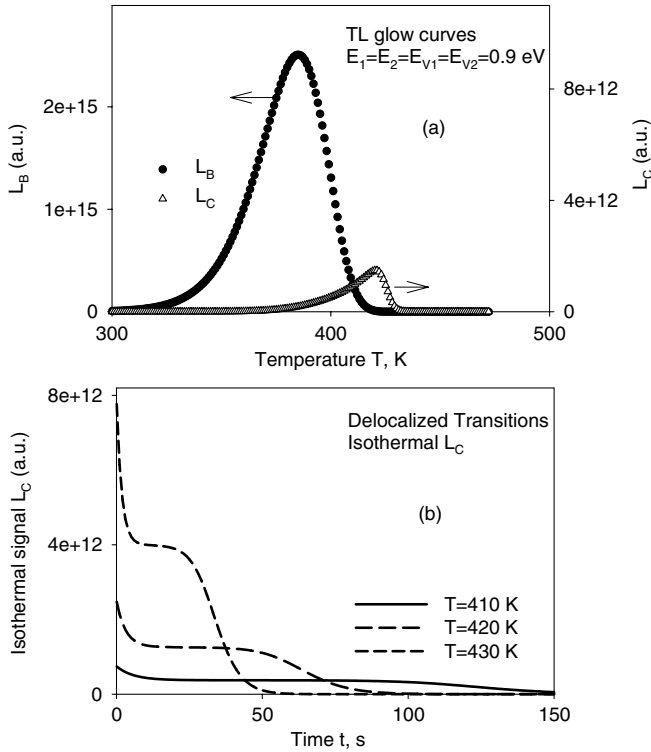 TL glow curves
E1=E2=EV1=EV2=0.9 eV
(a)
LB (a.u.)
2e+15
1e+15
0
LB
LC
8e+12
4e+12
0
LC (a.u.)
300
400
500
Temperature T, K
Delocalized Transitions
Isothermal LC
(b)
Isothermal signal LC (a.u.)
8e+12
4e+12
0
T=410 K
T=420 K
T=430 K
0
50
100
150
Time t, s